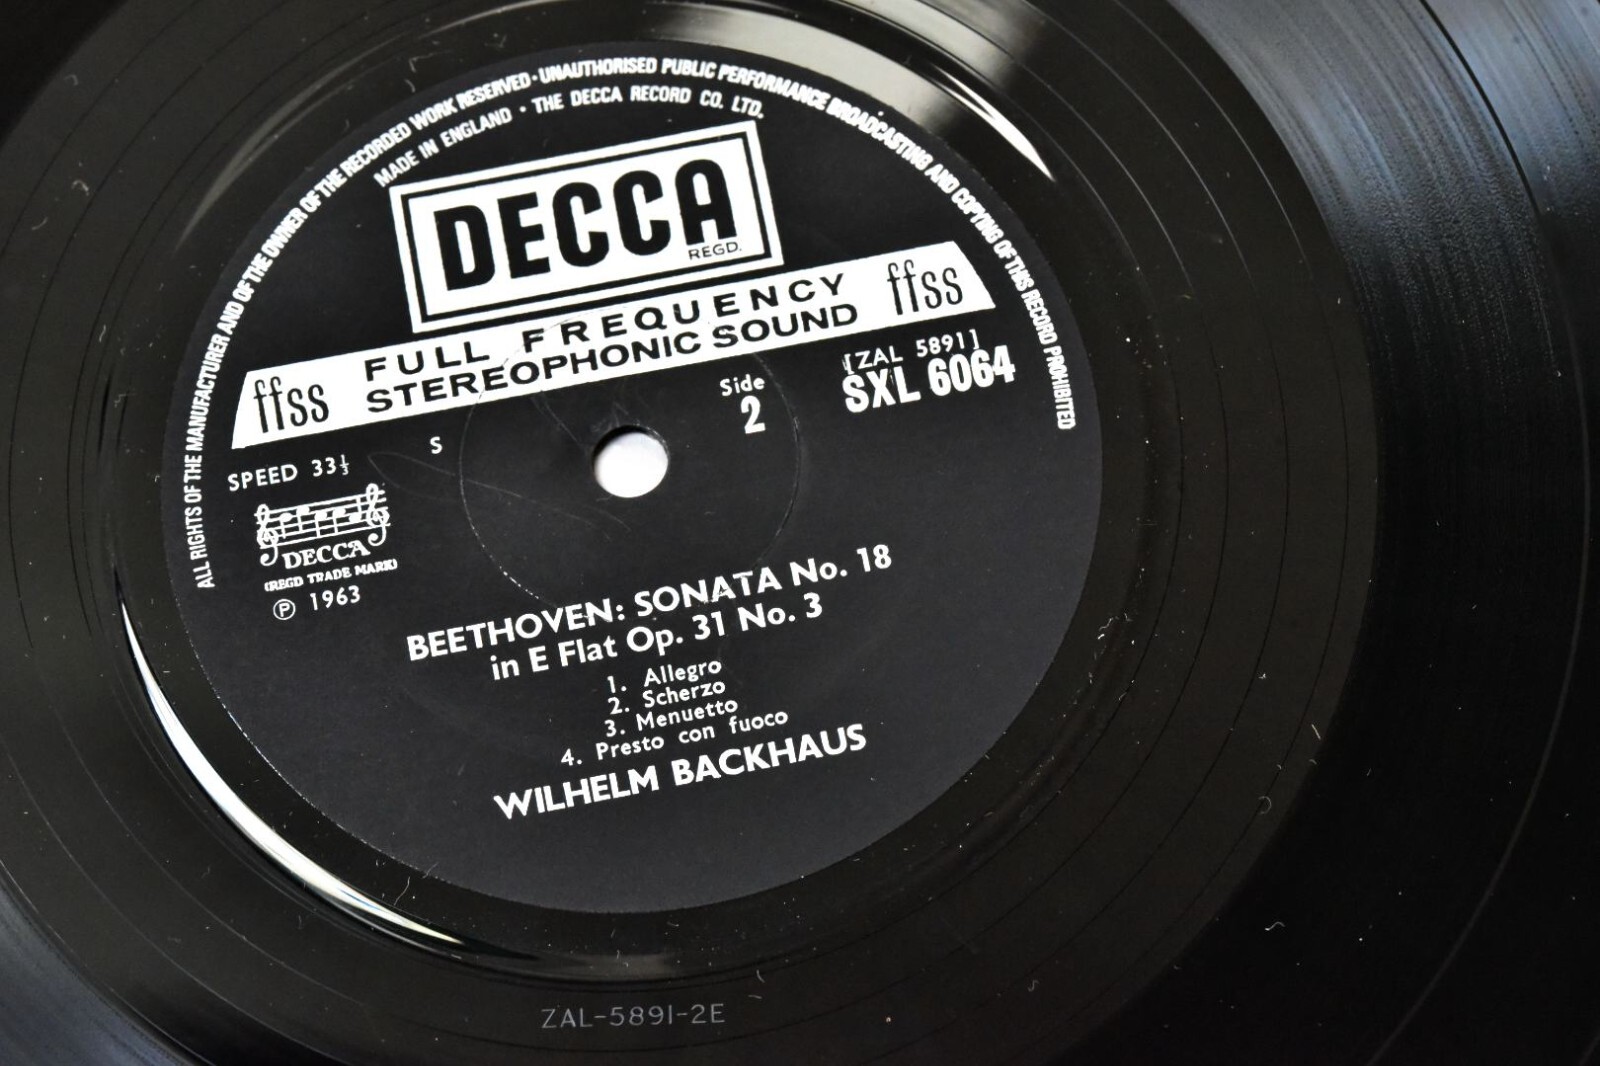 ALL RIGHTS OF THE MANUFACTURER AND OF THE OWNER OF THE RECORDED WORK RESERVED · UNAUTHORISED PUBLIC PERFORMANCE BROADCASTING AND COPYING OF THIS RECORD PROHIBITED
MADE IN ENGLAND · THE DECCA RECORD CO. LTD.
DECCA
REGD.
ffss FULL FREQUENCY ffss
STEREOPHONIC SOUND
[ZAL 5891]
SXL 6064
Side
2
S
SPEED 33⅓
DECCA
(REGD TRADE MARK)
℗ 1963
BEETHOVEN: SONATA No. 18
in E Flat Op. 31 No. 3
1. Allegro
2. Scherzo
3. Menuetto
4. Presto con fuoco
WILHELM BACKHAUS
ZAL-5891-2E